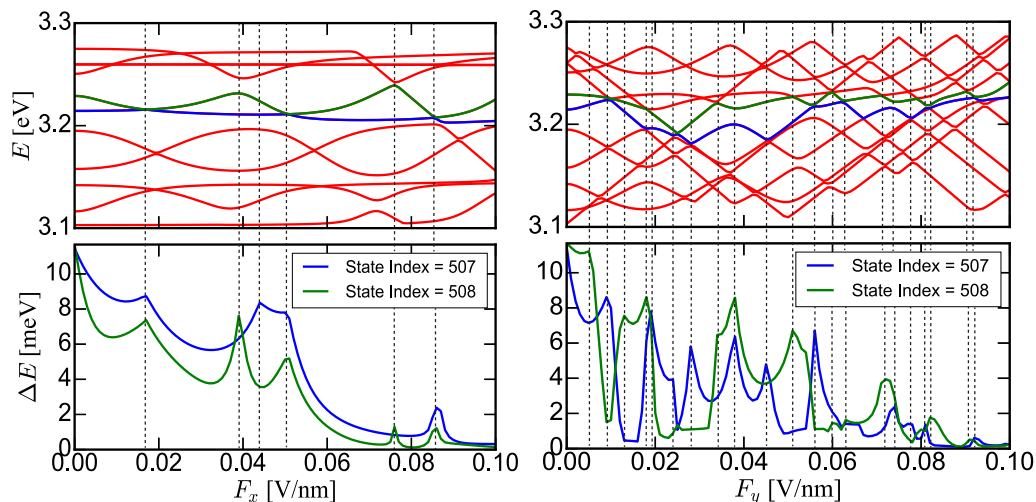 3.3
3.2
3.1
E [eV]
3.3
3.2
3.1
E [eV]
10
8
6
4
2
0
ΔE [meV]
State Index = 507
State Index = 508
0.00 0.02 0.04 0.06 0.08 0.10
F_x [V/nm]
10
8
6
4
2
0
State Index = 507
State Index = 508
0.00 0.02 0.04 0.06 0.08 0.10
F_y [V/nm]